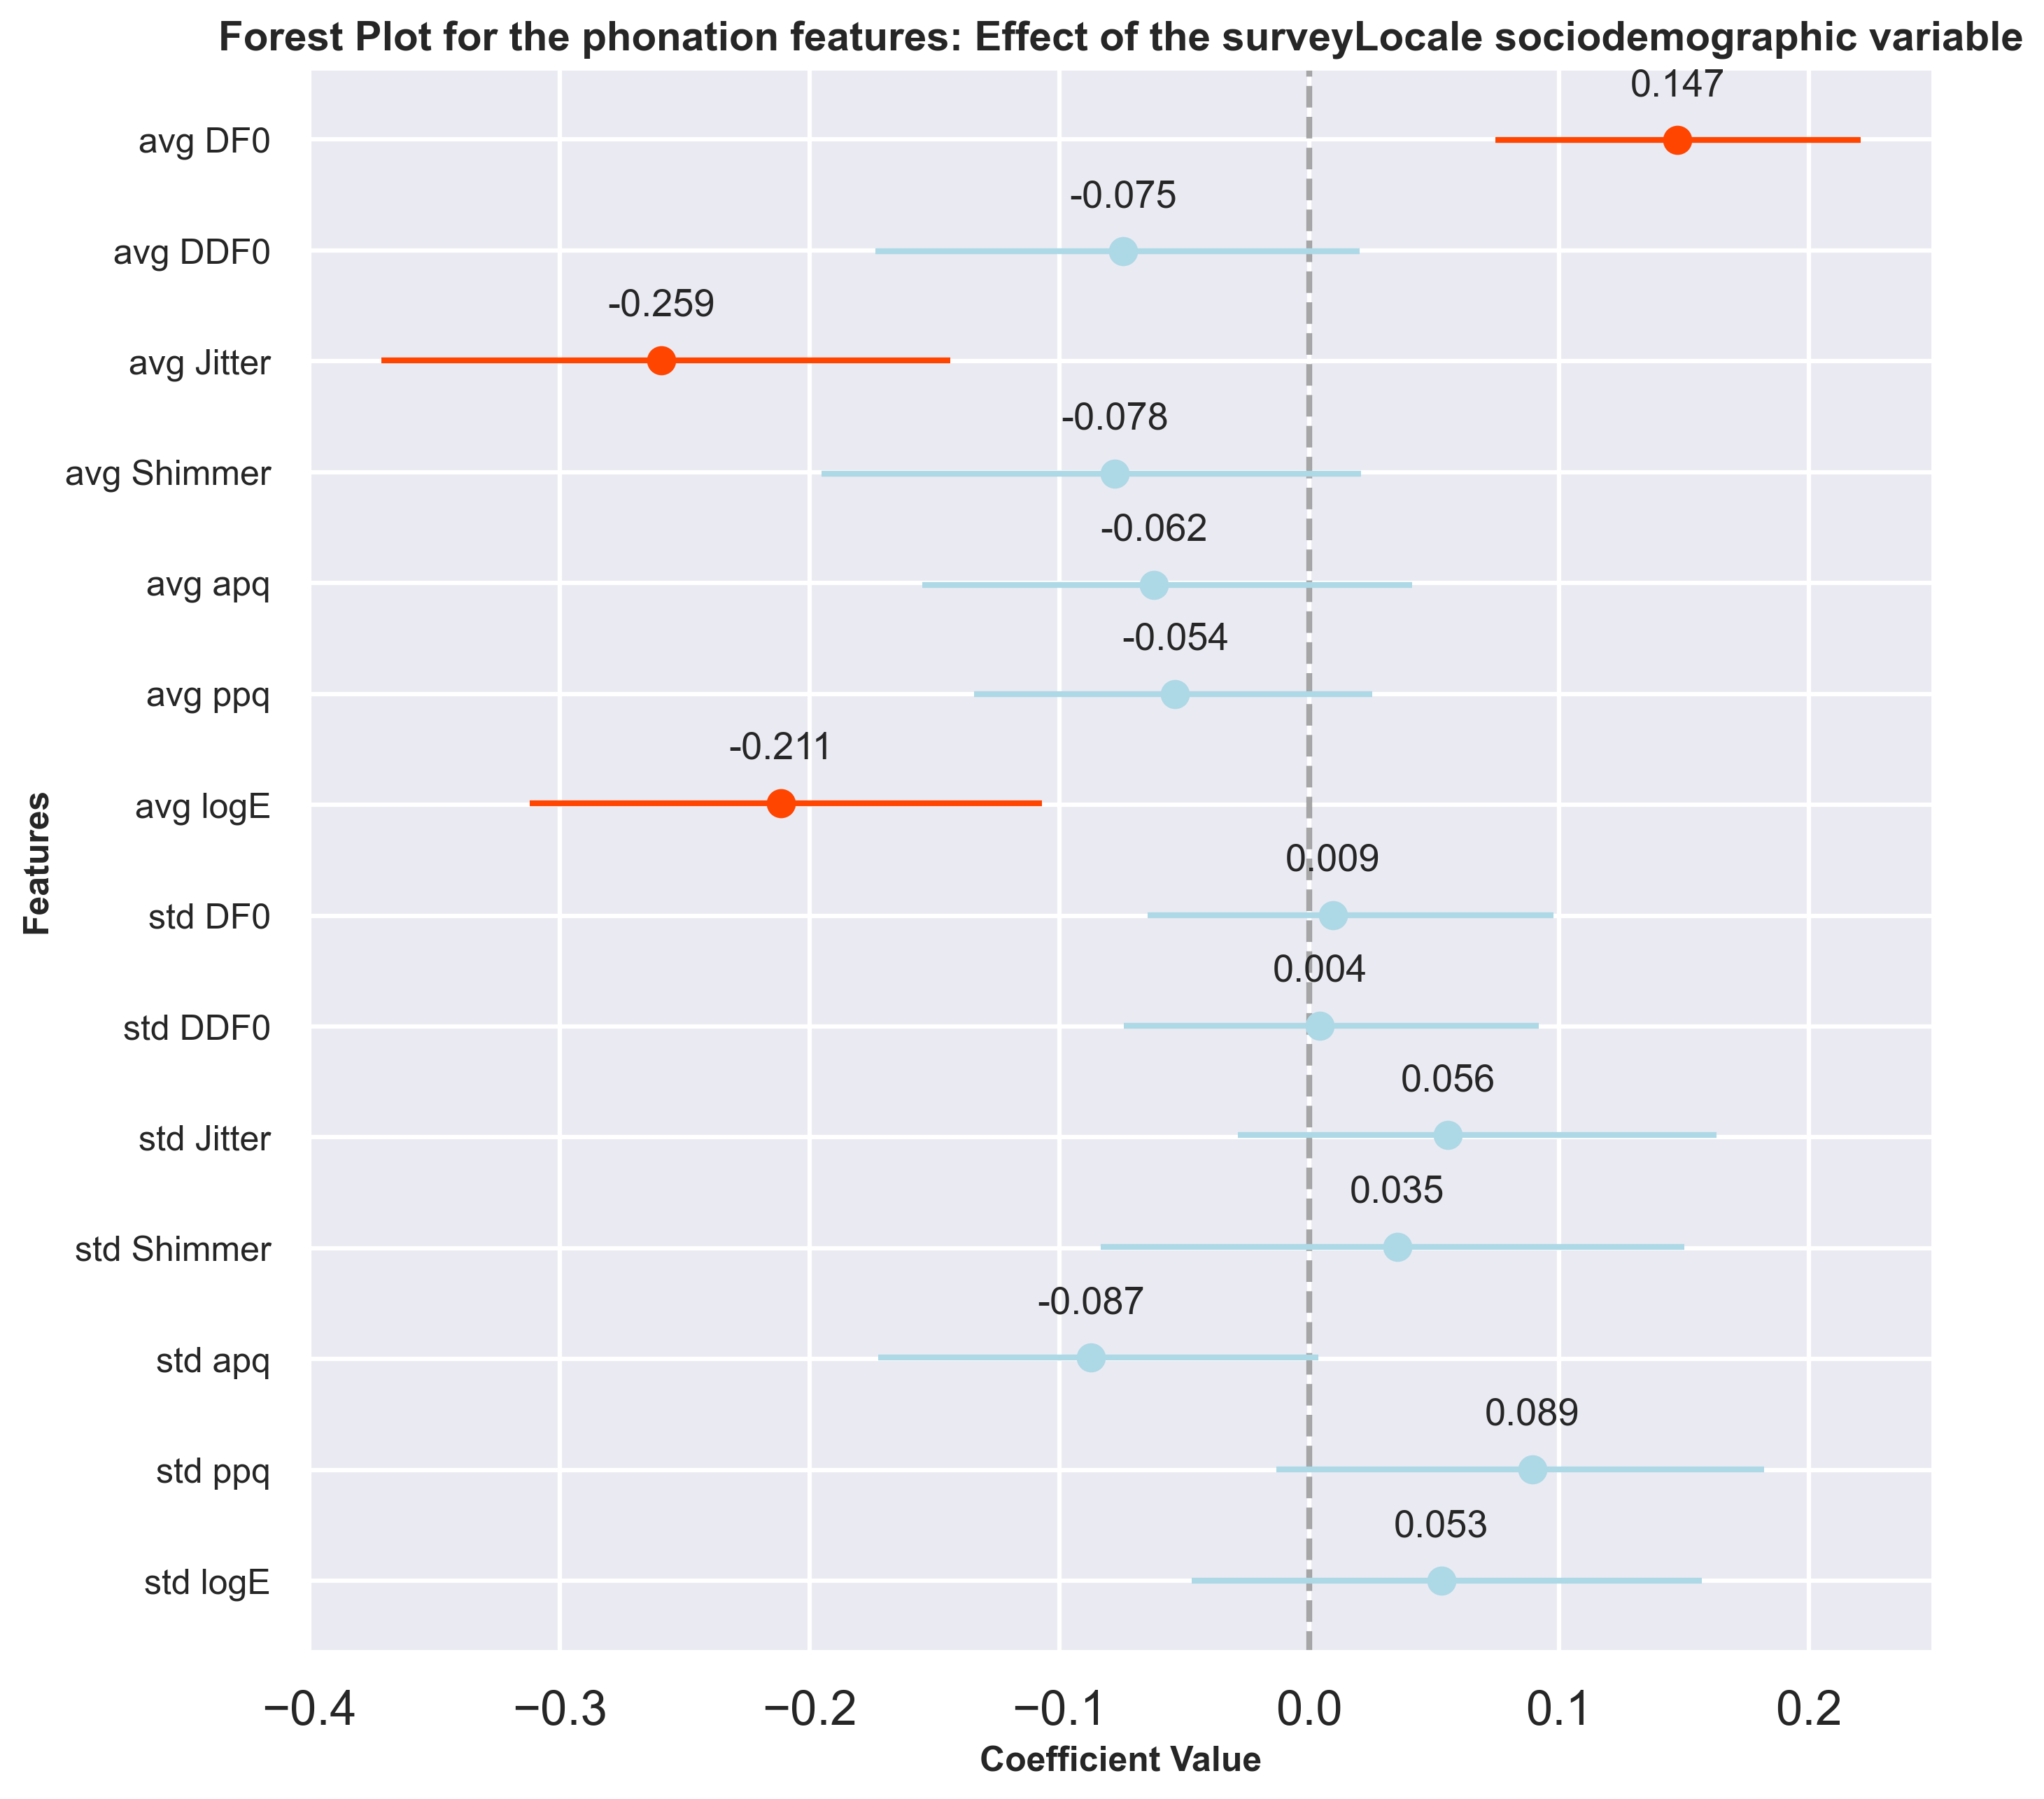 Forest Plot for the phonation features: Effect of the surveyLocale sociodemographic variable
0.147
avg DF0
-0.075
avg DDF0
-0.259
avg Jitter
-0.078
avg Shimmer
-0.062
avg apq
-0.054
avg ppq
-0.211
avg logE
Features
0.009
std DF0
0.004
std DDF0
0.056
std Jitter
0.035
std Shimmer
-0.087
std apq
0.089
std ppq
0.053
std logE
−0.4 −0.3 −0.2 −0.1 0.0 0.1 0.2
Coefficient Value